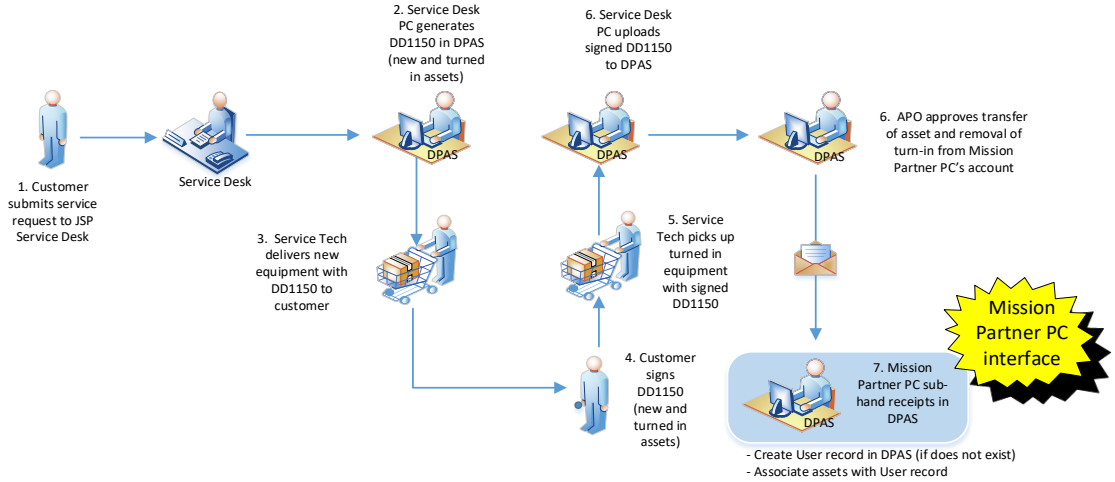 1. Customer
submits service
request to JSP
Service Desk
Service Desk
2. Service Desk
PC generates
DD1150 in DPAS
(new and turned
in assets)
DPAS
3. Service Tech
delivers new
equipment with
DD1150 to
customer
4. Customer
signs
DD1150
(new and
turned in
assets)
5. Service
Tech picks up
turned in
equipment
with signed
DD1150
6. Service Desk
PC uploads
signed DD1150
to DPAS
DPAS
DPAS
6. APO approves transfer
of asset and removal of
turn-in from Mission
Partner PC's account
Mission
Partner PC
interface
7. Mission
Partner PC sub-
hand receipts in
DPAS
DPAS
- Create User record in DPAS (if does not exist)
- Associate assets with User record